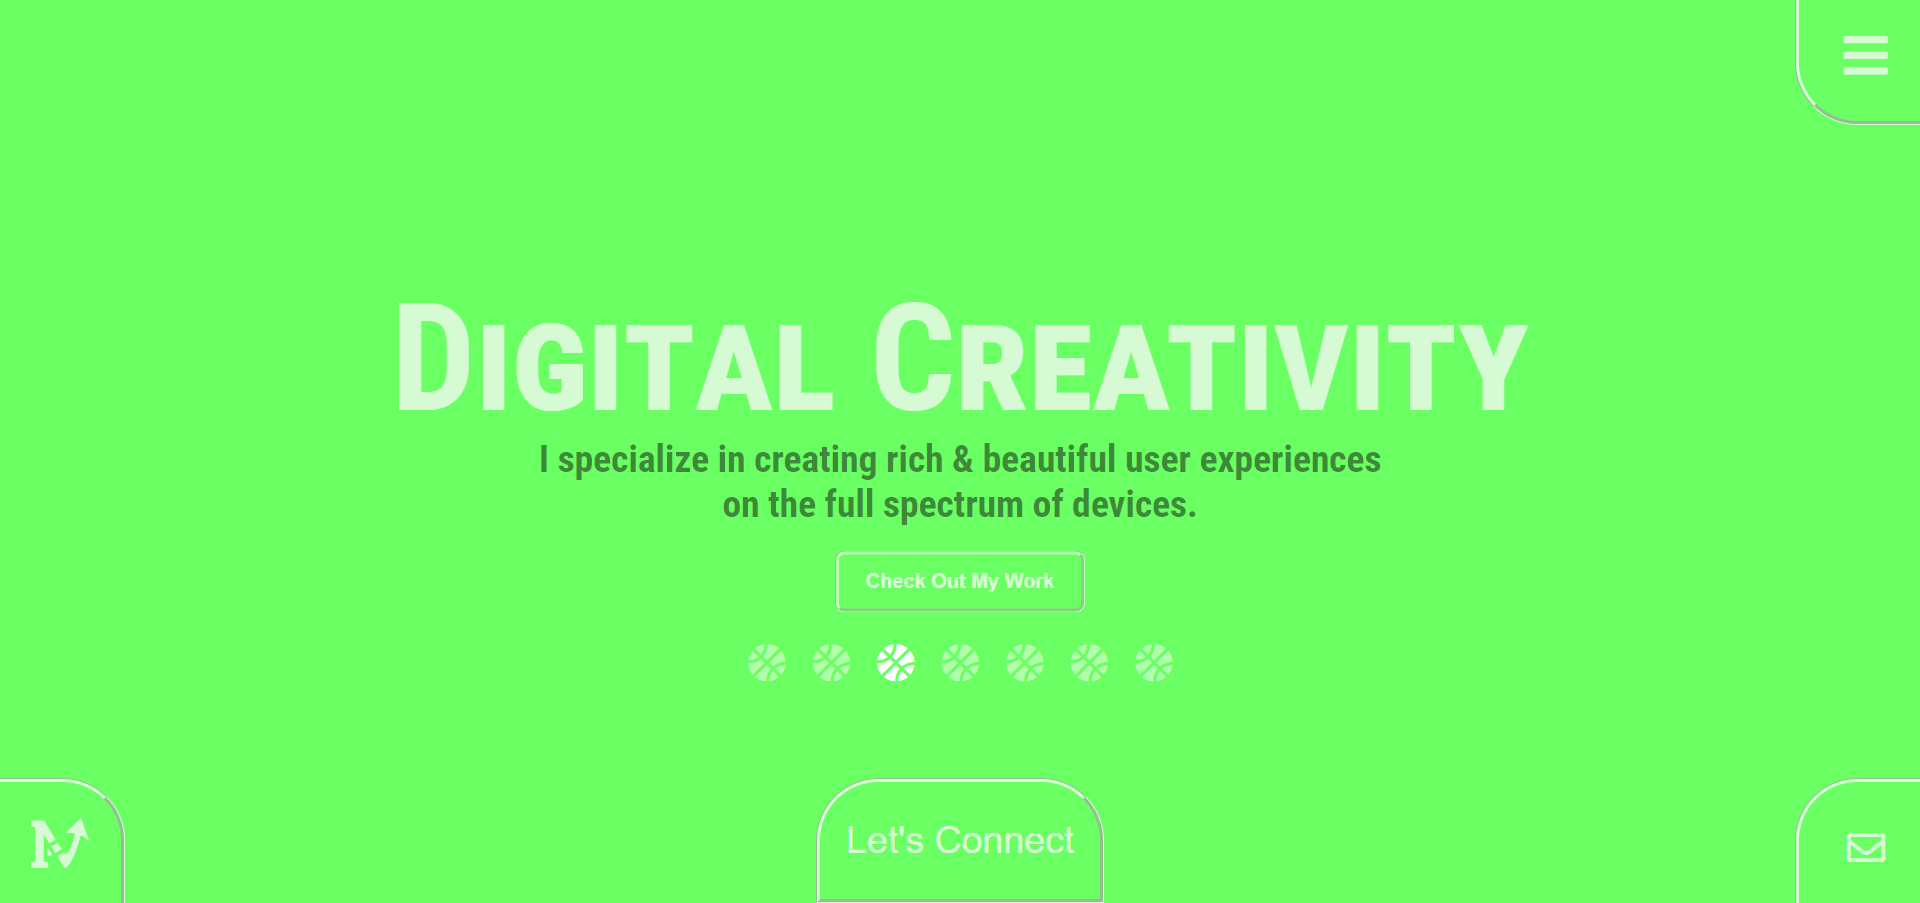 Digital Creativity
I specialize in creating rich & beautiful user experiences
on the full spectrum of devices.
Check Out My Work
Let's Connect